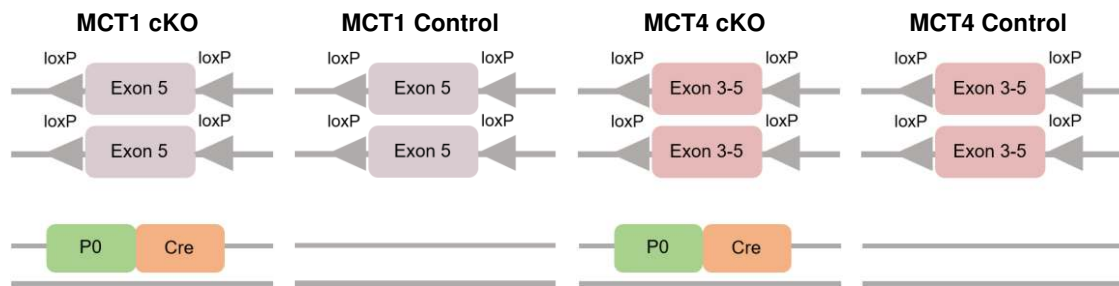 MCT1 cKO MCT1 Control MCT4 cKO MCT4 Control
loxP loxP loxP loxP loxP loxP loxP loxP
Exon 5 Exon 5 Exon 3-5 Exon 3-5
loxP loxP loxP loxP loxP loxP loxP loxP
Exon 5 Exon 5 Exon 3-5 Exon 3-5
P0 Cre P0 Cre